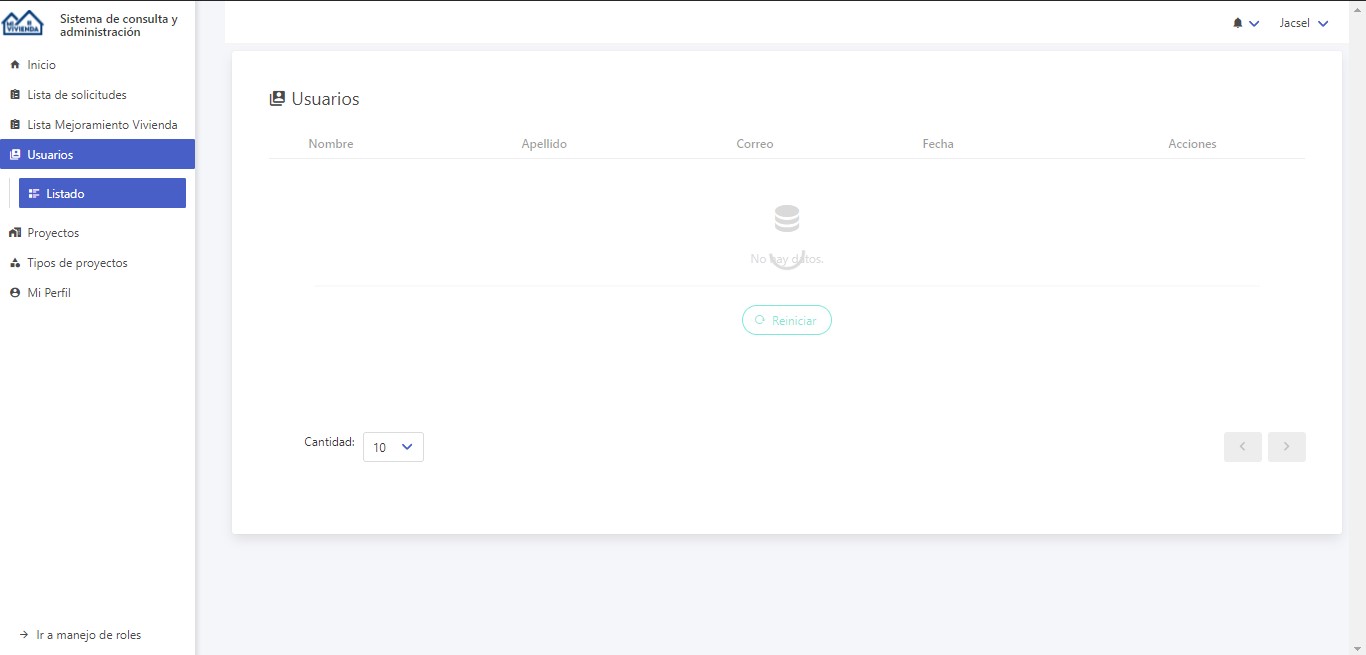 MI
VIVIENDA
Sistema de consulta y
administración
Jacsel
Inicio
Lista de solicitudes
Lista Mejoramiento Vivienda
Usuarios
Listado
Proyectos
Tipos de proyectos
Mi Perfil
Ir a manejo de roles
Usuarios
Nombre Apellido Correo Fecha Acciones
No hay datos.
Reiniciar
Cantidad: 10